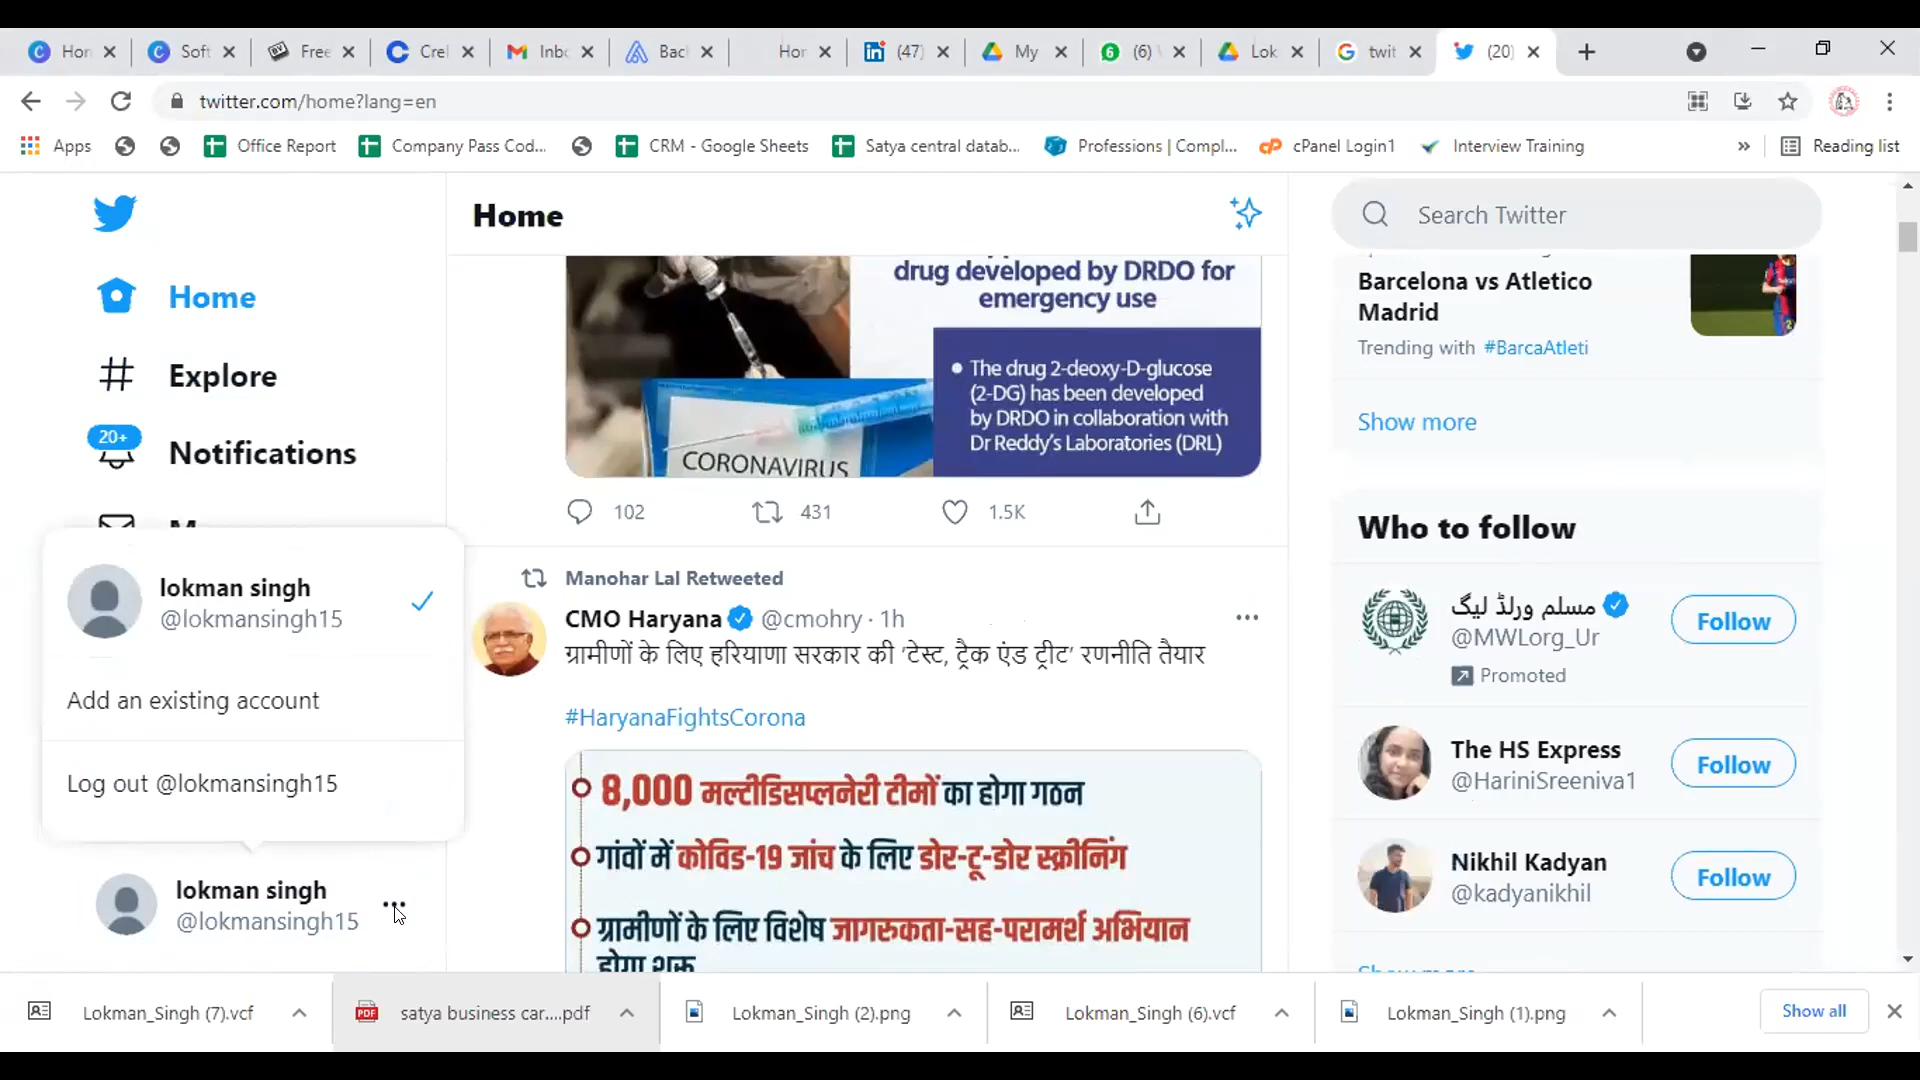 Hor
Soft
Free
Crel
Inbc
Bacl
Hor
(47)
My
(6)
Lok
twit
(20)
twitter.com/home?lang=en
Apps
Office Report
Company Pass Cod...
CRM - Google Sheets
Satya central datab...
Professions | Compl...
cPanel Login1
Interview Training
»
Reading list
Home
Explore
20+
Notifications
lokman singh
@lokmansingh15
Add an existing account
Log out @lokmansingh15
lokman singh
@lokmansingh15
Home
drug developed by DRDO for
emergency use
The drug 2-deoxy-D-glucose
(2-DG) has been developed
by DRDO in collaboration with
Dr Reddy's Laboratories (DRL)
CORONAVIRUS
102
431
1.5K
Manohar Lal Retweeted
CMO Haryana @cmohry · 1h
ग्रामीणों के लिए हरियाणा सरकार की 'टेस्ट, ट्रैक एंड ट्रीट' रणनीति तैयार
#HaryanaFightsCorona
8,000 मल्टीडिसप्लनेरी टीमों का होगा गठन
गांवों में कोविड-19 जांच के लिए डोर-टू-डोर स्क्रीनिंग
ग्रामीणों के लिए विशेष जागरुकता-सह-परामर्श अभियान
होगा शुरू
Search Twitter
Barcelona vs Atletico
Madrid
Trending with #BarcaAtleti
Show more
Who to follow
مسلم ورلڈ لیگ
@MWLorg_Ur
Promoted
Follow
The HS Express
@HariniSreeniva1
Follow
Nikhil Kadyan
@kadyanikhil
Follow
Show more
Lokman_Singh (7).vcf
PDF
satya business car....pdf
Lokman_Singh (2).png
Lokman_Singh (6).vcf
Lokman_Singh (1).png
Show all